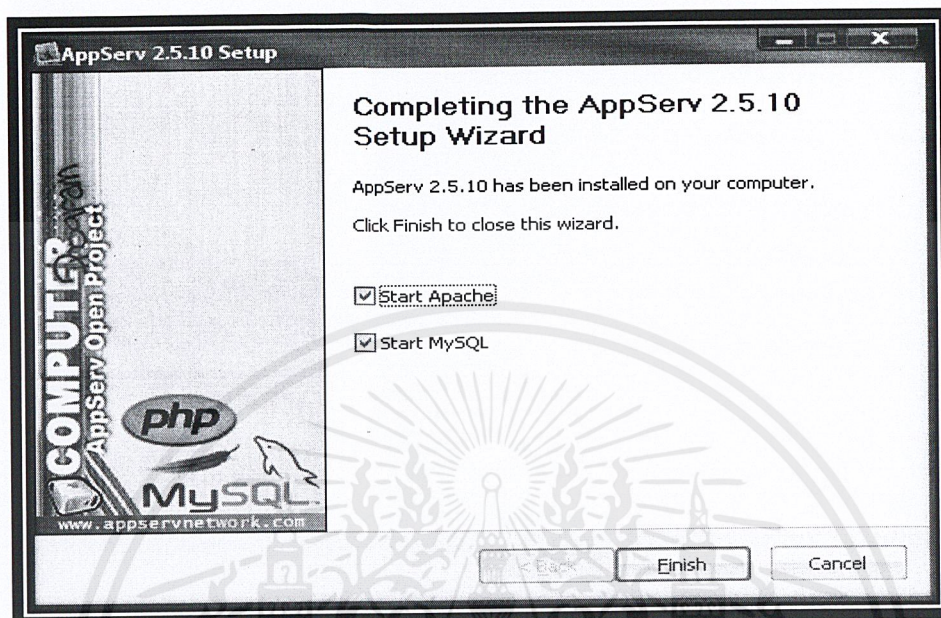 AppServ 2.5.10 Setup
Completing the AppServ 2.5.10
Setup Wizard
AppServ 2.5.10 has been installed on your computer.
Click Finish to close this wizard.
Start Apache
Start MySQL
COMPUTER
Program
AppServ Open Project
php
MySQL
www.appservnetwork.com
< Back
Finish
Cancel